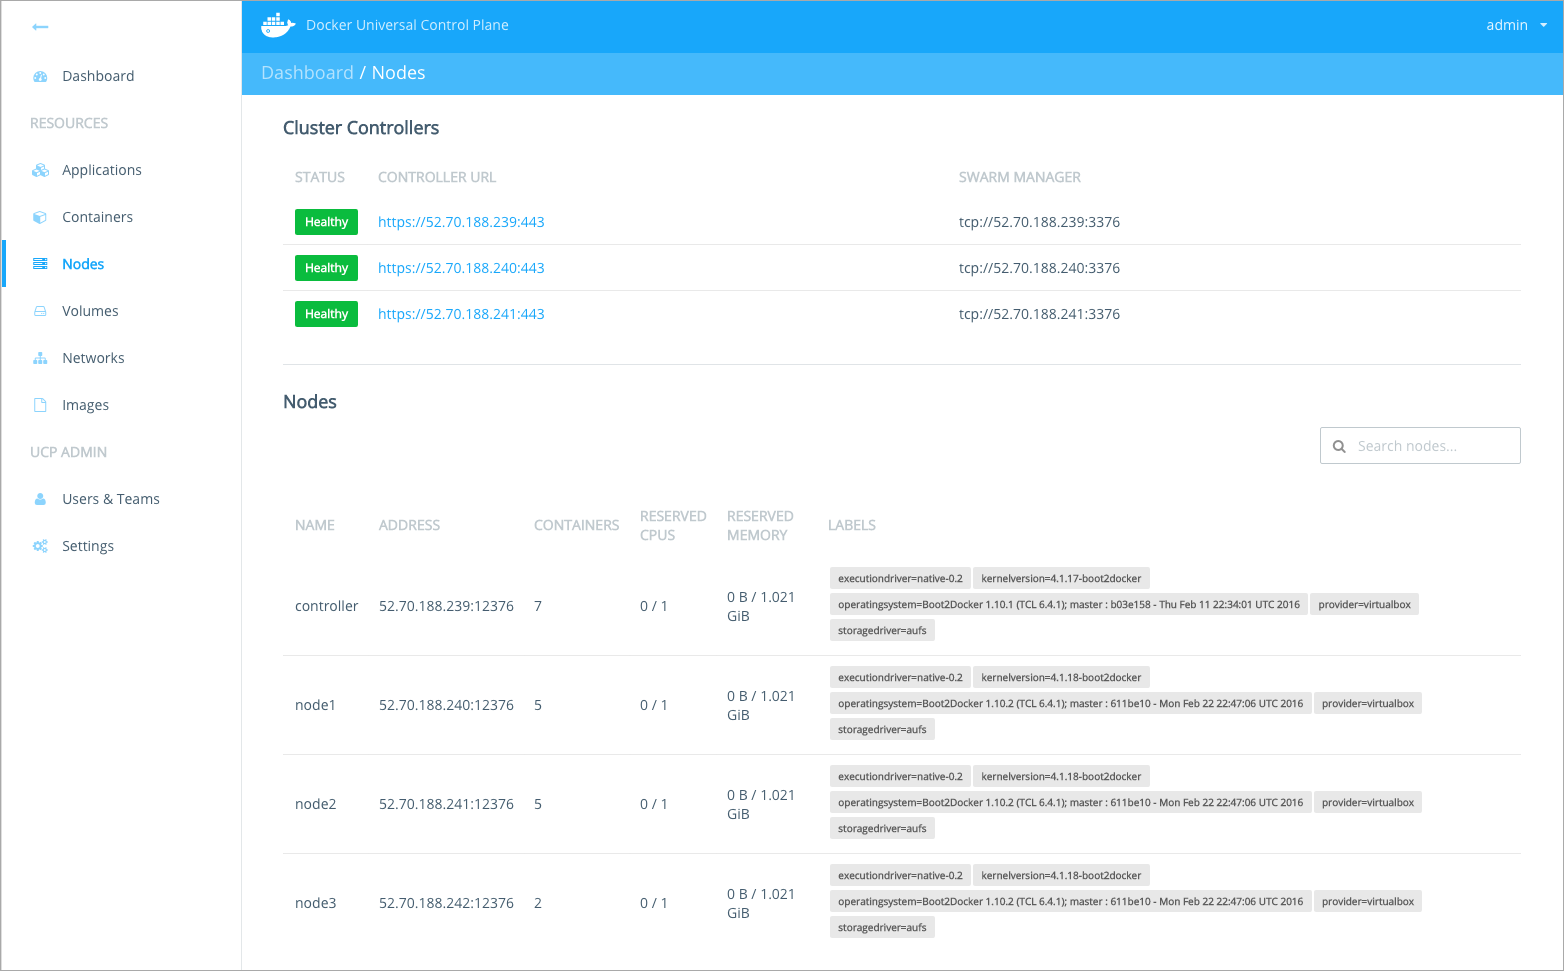 Docker Universal Control Plane
admin
Dashboard / Nodes
Dashboard
RESOURCES
Applications
Containers
Nodes
Volumes
Networks
Images
UCP ADMIN
Users & Teams
Settings
Cluster Controllers
STATUS CONTROLLER URL SWARM MANAGER
Healthy https://52.70.188.239:443 tcp://52.70.188.239:3376
Healthy https://52.70.188.240:443 tcp://52.70.188.240:3376
Healthy https://52.70.188.241:443 tcp://52.70.188.241:3376
Nodes
Search nodes...
NAME ADDRESS CONTAINERS RESERVED CPUS RESERVED MEMORY LABELS
controller 52.70.188.239:12376 7 0 / 1 0 B / 1.021 GiB
executiondriver=native-0.2 kernelversion=4.1.17-boot2docker
operatingsystem=Boot2Docker 1.10.1 (TCL 6.4.1); master : b03e158 - Thu Feb 11 22:34:01 UTC 2016 provider=virtualbox
storagedriver=aufs
node1 52.70.188.240:12376 5 0 / 1 0 B / 1.021 GiB
executiondriver=native-0.2 kernelversion=4.1.18-boot2docker
operatingsystem=Boot2Docker 1.10.2 (TCL 6.4.1); master : 611be10 - Mon Feb 22 22:47:06 UTC 2016 provider=virtualbox
storagedriver=aufs
node2 52.70.188.241:12376 5 0 / 1 0 B / 1.021 GiB
executiondriver=native-0.2 kernelversion=4.1.18-boot2docker
operatingsystem=Boot2Docker 1.10.2 (TCL 6.4.1); master : 611be10 - Mon Feb 22 22:47:06 UTC 2016 provider=virtualbox
storagedriver=aufs
node3 52.70.188.242:12376 2 0 / 1 0 B / 1.021 GiB
executiondriver=native-0.2 kernelversion=4.1.18-boot2docker
operatingsystem=Boot2Docker 1.10.2 (TCL 6.4.1); master : 611be10 - Mon Feb 22 22:47:06 UTC 2016 provider=virtualbox
storagedriver=aufs